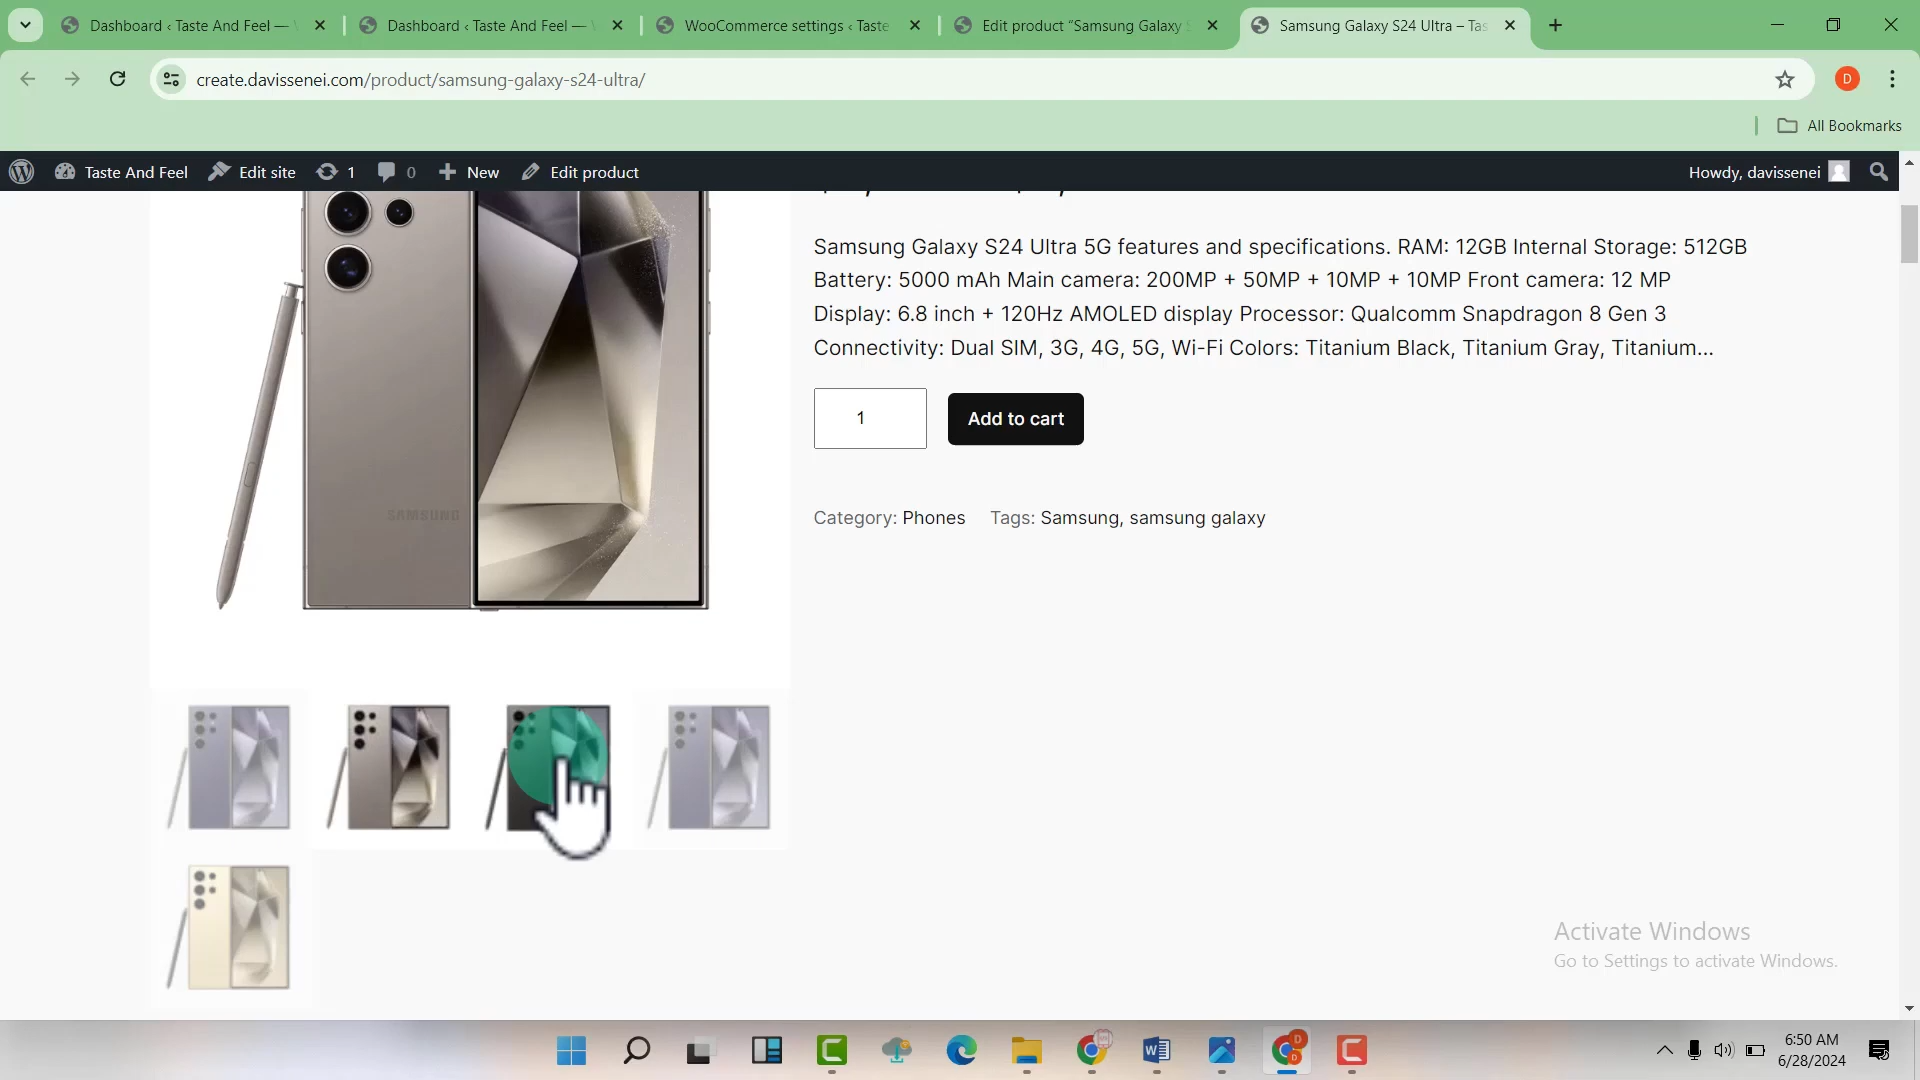 Dashboard ‹ Taste And Feel —
Dashboard ‹ Taste And Feel —
WooCommerce settings ‹ Taste
Edit product “Samsung Galaxy
Samsung Galaxy S24 Ultra – Tas
create.davissenei.com/product/samsung-galaxy-s24-ultra/
D
All Bookmarks
Taste And Feel
Edit site
1
0
New
Edit product
Howdy, davissenei
Samsung Galaxy S24 Ultra 5G features and specifications. RAM: 12GB Internal Storage: 512GB
Battery: 5000 mAh Main camera: 200MP + 50MP + 10MP + 10MP Front camera: 12 MP
Display: 6.8 inch + 120Hz AMOLED display Processor: Qualcomm Snapdragon 8 Gen 3
Connectivity: Dual SIM, 3G, 4G, 5G, Wi-Fi Colors: Titanium Black, Titanium Gray, Titanium...
1
Add to cart
SAMSUNG
Category: Phones
Tags: Samsung, samsung galaxy
Activate Windows
Go to Settings to activate Windows.
6:50 AM
6/28/2024